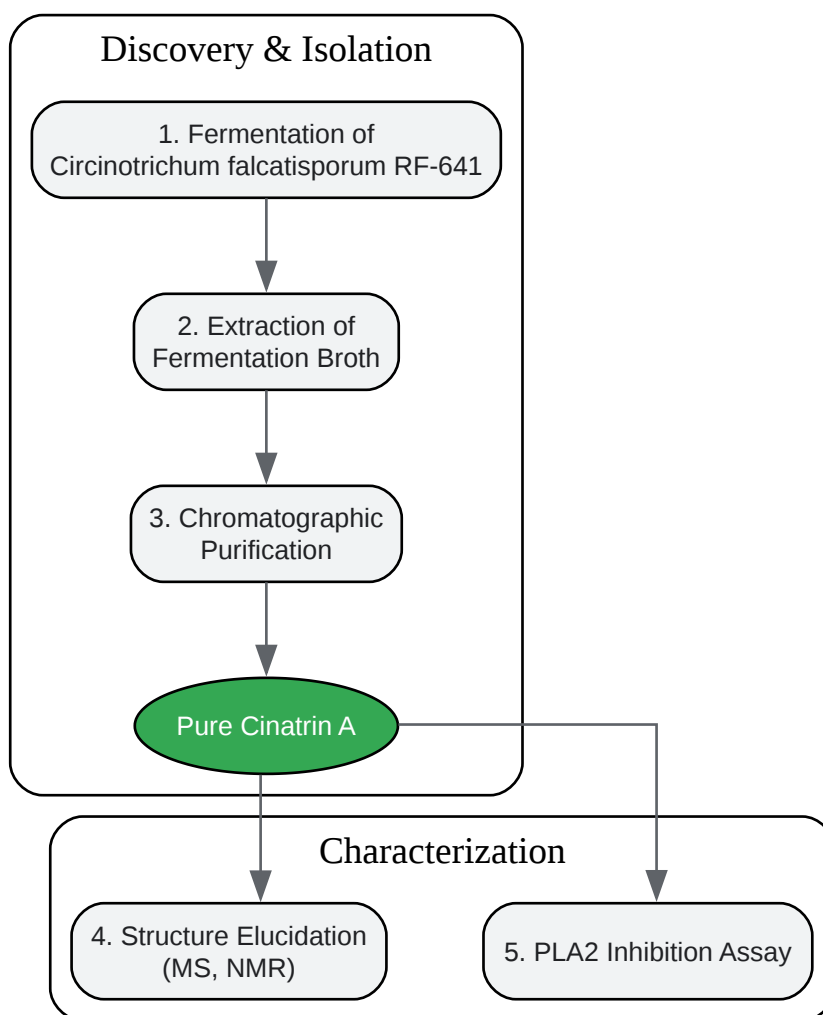 Discovery & Isolation
1. Fermentation of
Circinotrichum falcatisporum RF-641
2. Extraction of
Fermentation Broth
3. Chromatographic
Purification
Pure Cinatrin A
Characterization
4. Structure Elucidation
(MS, NMR)
5. PLA2 Inhibition Assay